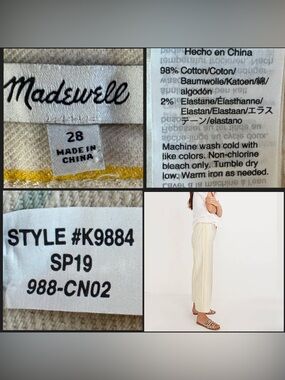 Madewell
28
MADE IN
CHINA
Hecho en China
98% Cotton/Coton/
Baumwolle/Katoen/綿/
algodón
2% Elastane/Élasthanne/
Elastan/Elastaan/エラス
テーン/elastano
Machine wash cold with
like colors. Non-chlorine
bleach only. Tumble dry
low. Warm iron as needed.
STYLE #K9884
SP19
988-CN02